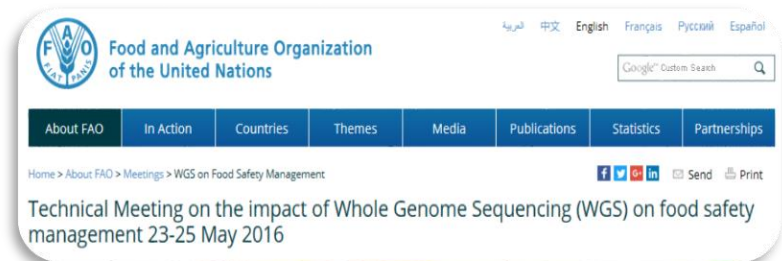 العربية 中文 English Français Русский Español
F A O
FIAT PANIS
Food and Agriculture Organization
of the United Nations
Google™ Custom Search
About FAO In Action Countries Themes Media Publications Statistics Partnerships
Home > About FAO > Meetings > WGS on Food Safety Management
f G+ in Send Print
Technical Meeting on the impact of Whole Genome Sequencing (WGS) on food safety
management 23-25 May 2016